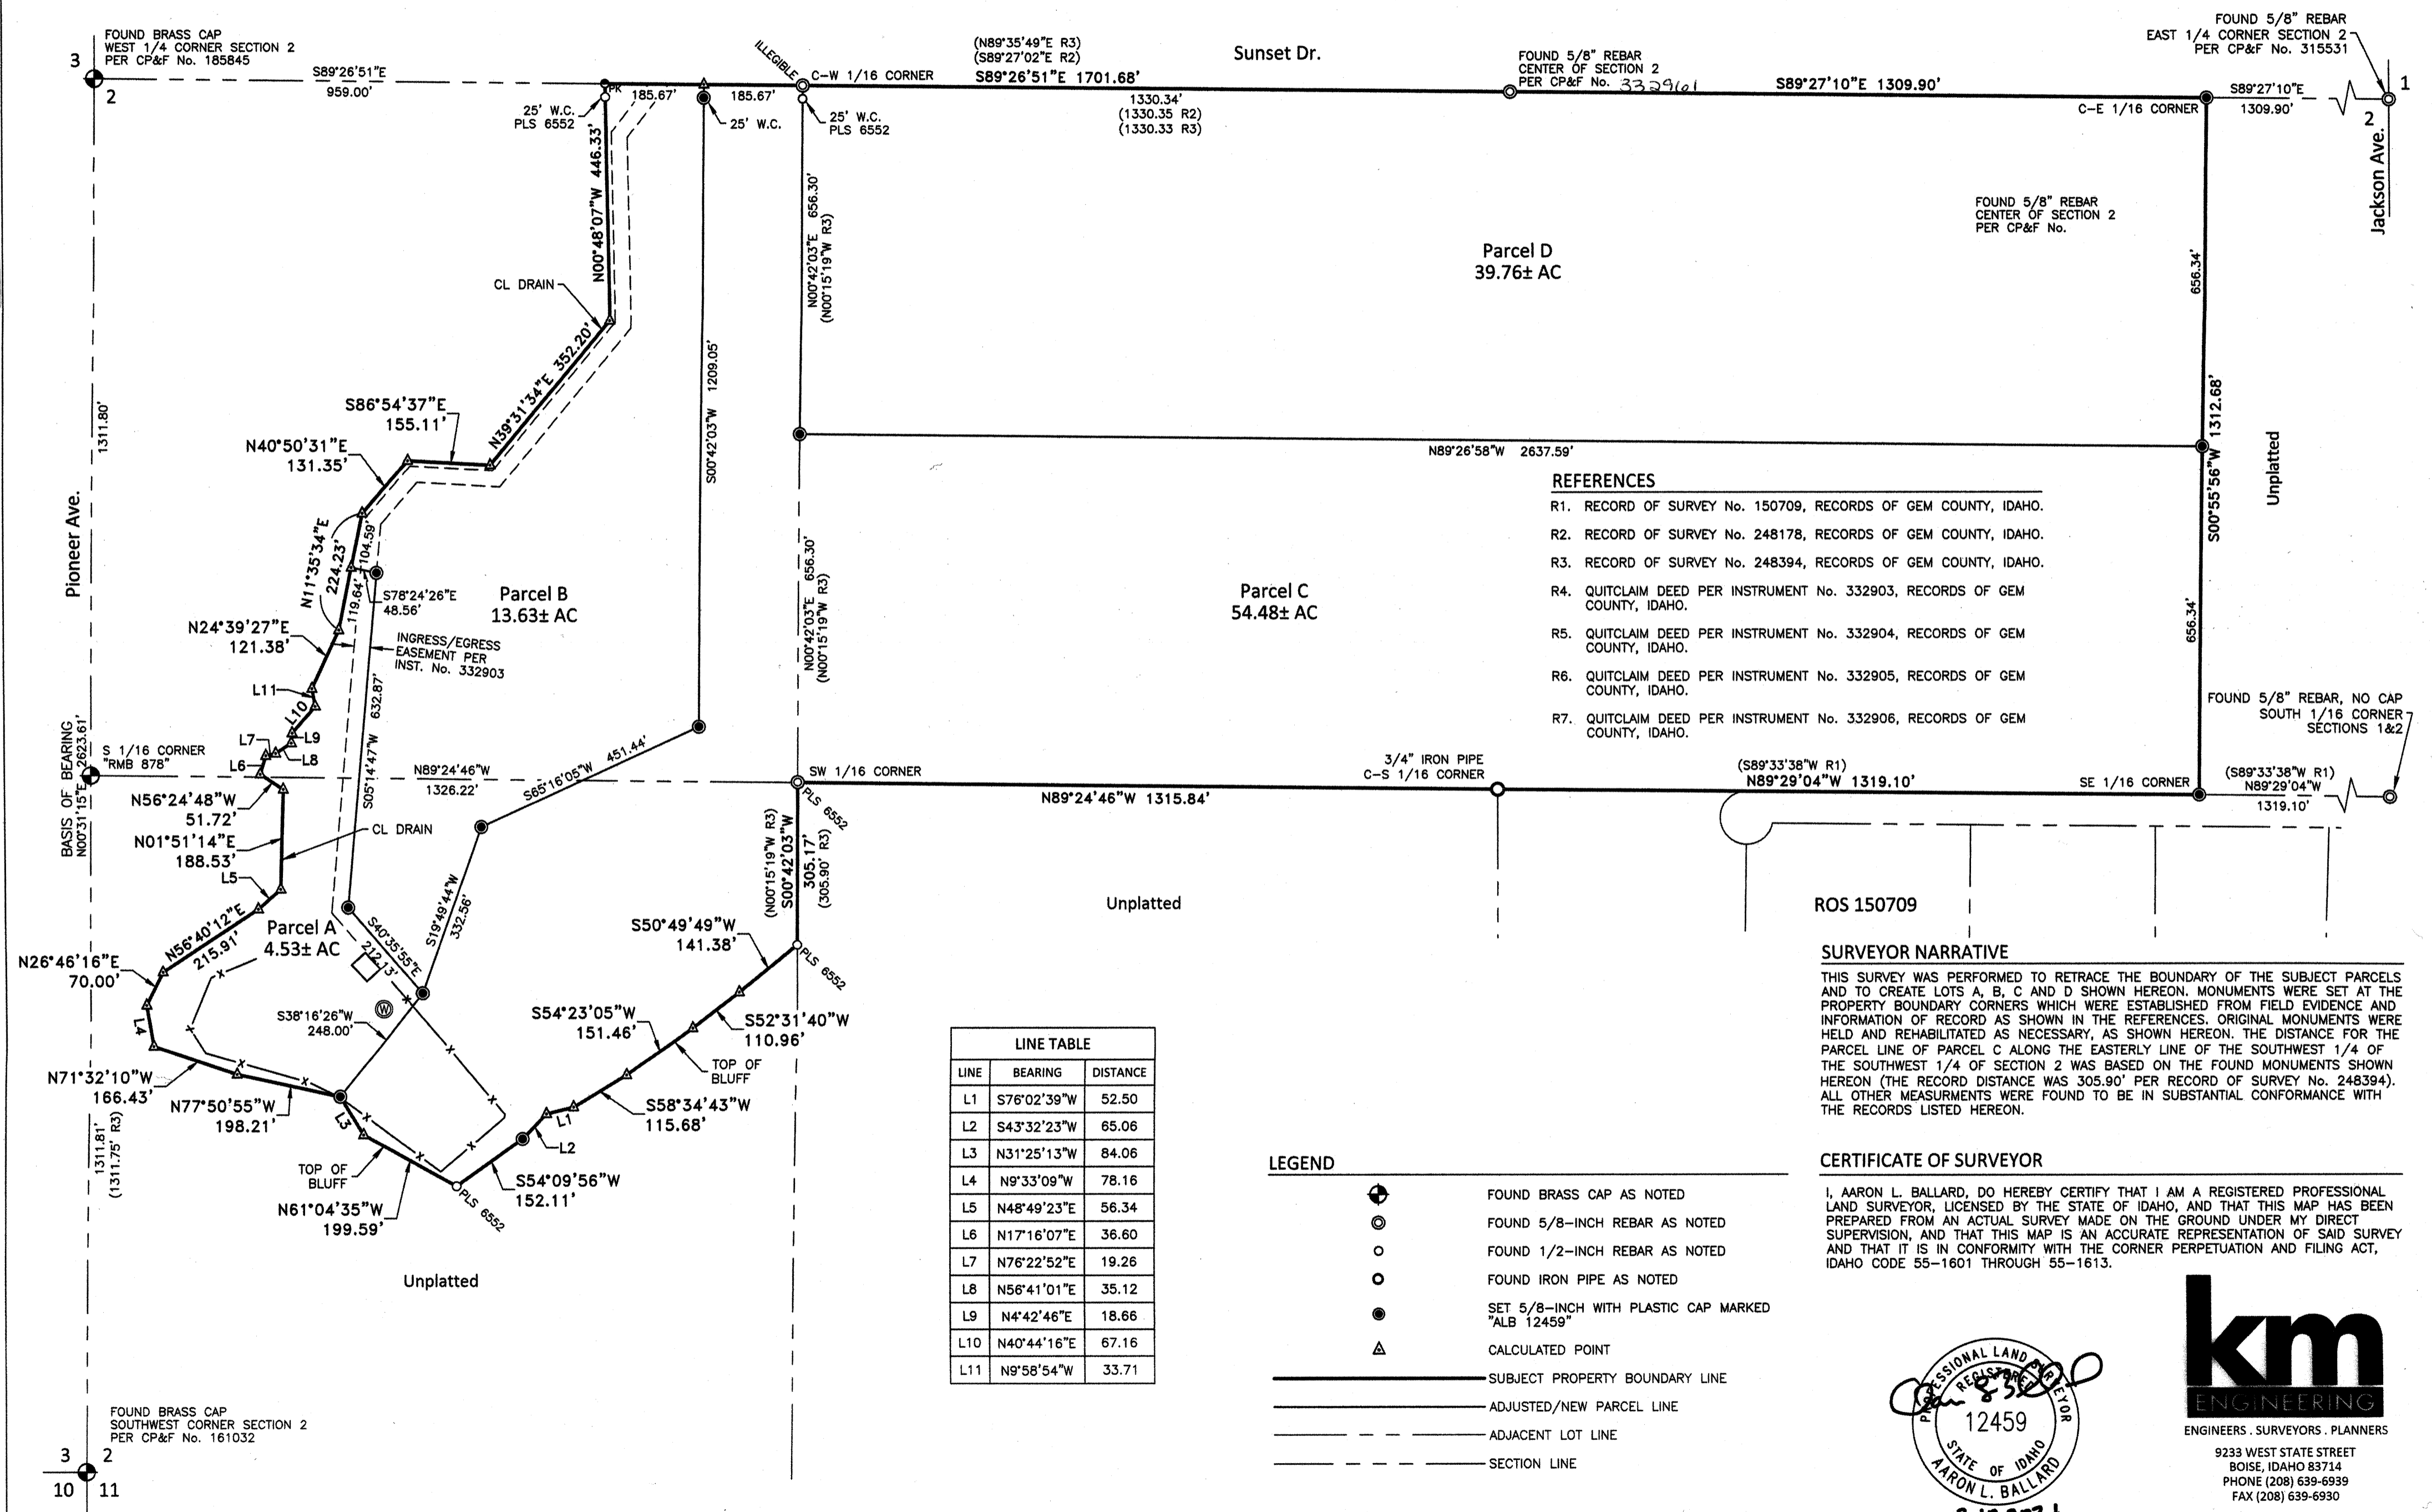 FOUND BRASS CAP
WEST 1/4 CORNER SECTION 2
PER CP&F No. 185845
3
2
S89°26'51"E
959.00'
ILLEGIBLE
C-W 1/16 CORNER
(N89°35'49"E R3)
(S89°27'02"E R2)
S89°26'51"E 1701.68'
Sunset Dr.
1330.34'
(1330.35 R2)
(1330.33 R3)
FOUND 5/8" REBAR
CENTER OF SECTION 2
PER CP&F No. 332961
S89°27'10"E 1309.90'
FOUND 5/8" REBAR
EAST 1/4 CORNER SECTION 2
PER CP&F No. 315531
1
2
C-E 1/16 CORNER
S89°27'10"E
1309.90'
Jackson Ave.
PK
185.67'
185.67'
25' W.C.
PLS 6552
25' W.C.
25' W.C.
PLS 6552
N00°48'07"W 446.33'
N00°42'03"E 656.30'
(N00°15'19"W R3)
FOUND 5/8" REBAR
CENTER OF SECTION 2
PER CP&F No.
Parcel D
39.76± AC
656.34'
CL DRAIN
N39°31'34"E 352.20'
S00°42'03"W 1209.05'
1311.80'
S86°54'37"E
155.11'
N40°50'31"E
131.35'
N89°26'58"W 2637.59'
S00°55'56"W 1312.68'
Unplatted
REFERENCES
R1. RECORD OF SURVEY No. 150709, RECORDS OF GEM COUNTY, IDAHO.
R2. RECORD OF SURVEY No. 248178, RECORDS OF GEM COUNTY, IDAHO.
R3. RECORD OF SURVEY No. 248394, RECORDS OF GEM COUNTY, IDAHO.
R4. QUITCLAIM DEED PER INSTRUMENT No. 332903, RECORDS OF GEM
COUNTY, IDAHO.
R5. QUITCLAIM DEED PER INSTRUMENT No. 332904, RECORDS OF GEM
COUNTY, IDAHO.
R6. QUITCLAIM DEED PER INSTRUMENT No. 332905, RECORDS OF GEM
COUNTY, IDAHO.
R7. QUITCLAIM DEED PER INSTRUMENT No. 332906, RECORDS OF GEM
COUNTY, IDAHO.
Pioneer Ave.
N11°35'34"E
224.23'
104.59'
119.64'
S78°24'26"E
48.56'
Parcel B
13.63± AC
N00°42'03"E 656.30'
(N00°15'19"W R3)
Parcel C
54.48± AC
656.34'
N24°39'27"E
121.38'
INGRESS/EGRESS
EASEMENT PER
INST. No. 332903
L11
L10
L9
L8
L7
L6
S05°14'47"W 632.87'
BASIS OF BEARING
N00°31'15"E 2623.61'
S 1/16 CORNER
"RMB 878"
N89°24'46"W
1326.22'
S65°16'05"W 451.44'
SW 1/16 CORNER
PLS 6552
N89°24'46"W 1315.84'
3/4" IRON PIPE
C-S 1/16 CORNER
(S89°33'38"W R1)
N89°29'04"W 1319.10'
SE 1/16 CORNER
FOUND 5/8" REBAR, NO CAP
SOUTH 1/16 CORNER
SECTIONS 1&2
(S89°33'38"W R1)
N89°29'04"W
1319.10'
N56°24'48"W
51.72'
N01°51'14"E
188.53'
CL DRAIN
L5
N56°40'12"E
215.91'
Parcel A
4.53± AC
N26°46'16"E
70.00'
L4
S40°35'55"E
212.13'
S19°49'44"W
332.56'
(N00°15'19"W R3)
S00°42'03"W
305.17'
(305.90' R3)
PLS 6552
Unplatted
ROS 150709
W
S38°16'26"W
248.00'
S50°49'49"W
141.38'
S52°31'40"W
110.96'
S54°23'05"W
151.46'
TOP OF
BLUFF
S58°34'43"W
115.68'
L1
L2
N71°32'10"W
166.43'
N77°50'55"W
198.21'
L3
TOP OF
BLUFF
N61°04'35"W
199.59'
PLS 6552
S54°09'56"W
152.11'
1311.81'
(1311.75' R3)
Unplatted
LINE TABLE
LINE BEARING DISTANCE
L1 S76°02'39"W 52.50
L2 S43°32'23"W 65.06
L3 N31°25'13"W 84.06
L4 N9°33'09"W 78.16
L5 N48°49'23"E 56.34
L6 N17°16'07"E 36.60
L7 N76°22'52"E 19.26
L8 N56°41'01"E 35.12
L9 N4°42'46"E 18.66
L10 N40°44'16"E 67.16
L11 N9°58'54"W 33.71
SURVEYOR NARRATIVE
THIS SURVEY WAS PERFORMED TO RETRACE THE BOUNDARY OF THE SUBJECT PARCELS
AND TO CREATE LOTS A, B, C AND D SHOWN HEREON. MONUMENTS WERE SET AT THE
PROPERTY BOUNDARY CORNERS WHICH WERE ESTABLISHED FROM FIELD EVIDENCE AND
INFORMATION OF RECORD AS SHOWN IN THE REFERENCES. ORIGINAL MONUMENTS WERE
HELD AND REHABILITATED AS NECESSARY, AS SHOWN HEREON. THE DISTANCE FOR THE
PARCEL LINE OF PARCEL C ALONG THE EASTERLY LINE OF THE SOUTHWEST 1/4 OF
THE SOUTHWEST 1/4 OF SECTION 2 WAS BASED ON THE FOUND MONUMENTS SHOWN
HEREON (THE RECORD DISTANCE WAS 305.90' PER RECORD OF SURVEY No. 248394).
ALL OTHER MEASURMENTS WERE FOUND TO BE IN SUBSTANTIAL CONFORMANCE WITH
THE RECORDS LISTED HEREON.
LEGEND
FOUND BRASS CAP AS NOTED
FOUND 5/8-INCH REBAR AS NOTED
FOUND 1/2-INCH REBAR AS NOTED
FOUND IRON PIPE AS NOTED
SET 5/8-INCH WITH PLASTIC CAP MARKED
"ALB 12459"
CALCULATED POINT
SUBJECT PROPERTY BOUNDARY LINE
ADJUSTED/NEW PARCEL LINE
ADJACENT LOT LINE
SECTION LINE
CERTIFICATE OF SURVEYOR
I, AARON L. BALLARD, DO HEREBY CERTIFY THAT I AM A REGISTERED PROFESSIONAL
LAND SURVEYOR, LICENSED BY THE STATE OF IDAHO, AND THAT THIS MAP HAS BEEN
PREPARED FROM AN ACTUAL SURVEY MADE ON THE GROUND UNDER MY DIRECT
SUPERVISION, AND THAT THIS MAP IS AN ACCURATE REPRESENTATION OF SAID SURVEY
AND THAT IT IS IN CONFORMITY WITH THE CORNER PERPETUATION AND FILING ACT,
IDAHO CODE 55-1601 THROUGH 55-1613.
PROFESSIONAL LAND SURVEYOR
REGISTERED
12459
STATE OF IDAHO
AARON L. BALLARD
km
ENGINEERING
ENGINEERS . SURVEYORS . PLANNERS
9233 WEST STATE STREET
BOISE, IDAHO 83714
PHONE (208) 639-6939
FAX (208) 639-6930
FOUND BRASS CAP
SOUTHWEST CORNER SECTION 2
PER CP&F No. 161032
3 2
10 11